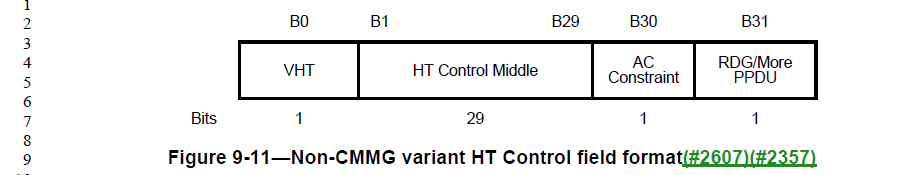 1
2
3
4
5
6
7
8
9
B0 B1 B29 B30 B31
VHT HT Control Middle AC Constraint RDG/More PPDU
Bits 1 29 1 1
Figure 9-11—Non-CMMG variant HT Control field format(#2607)(#2357)